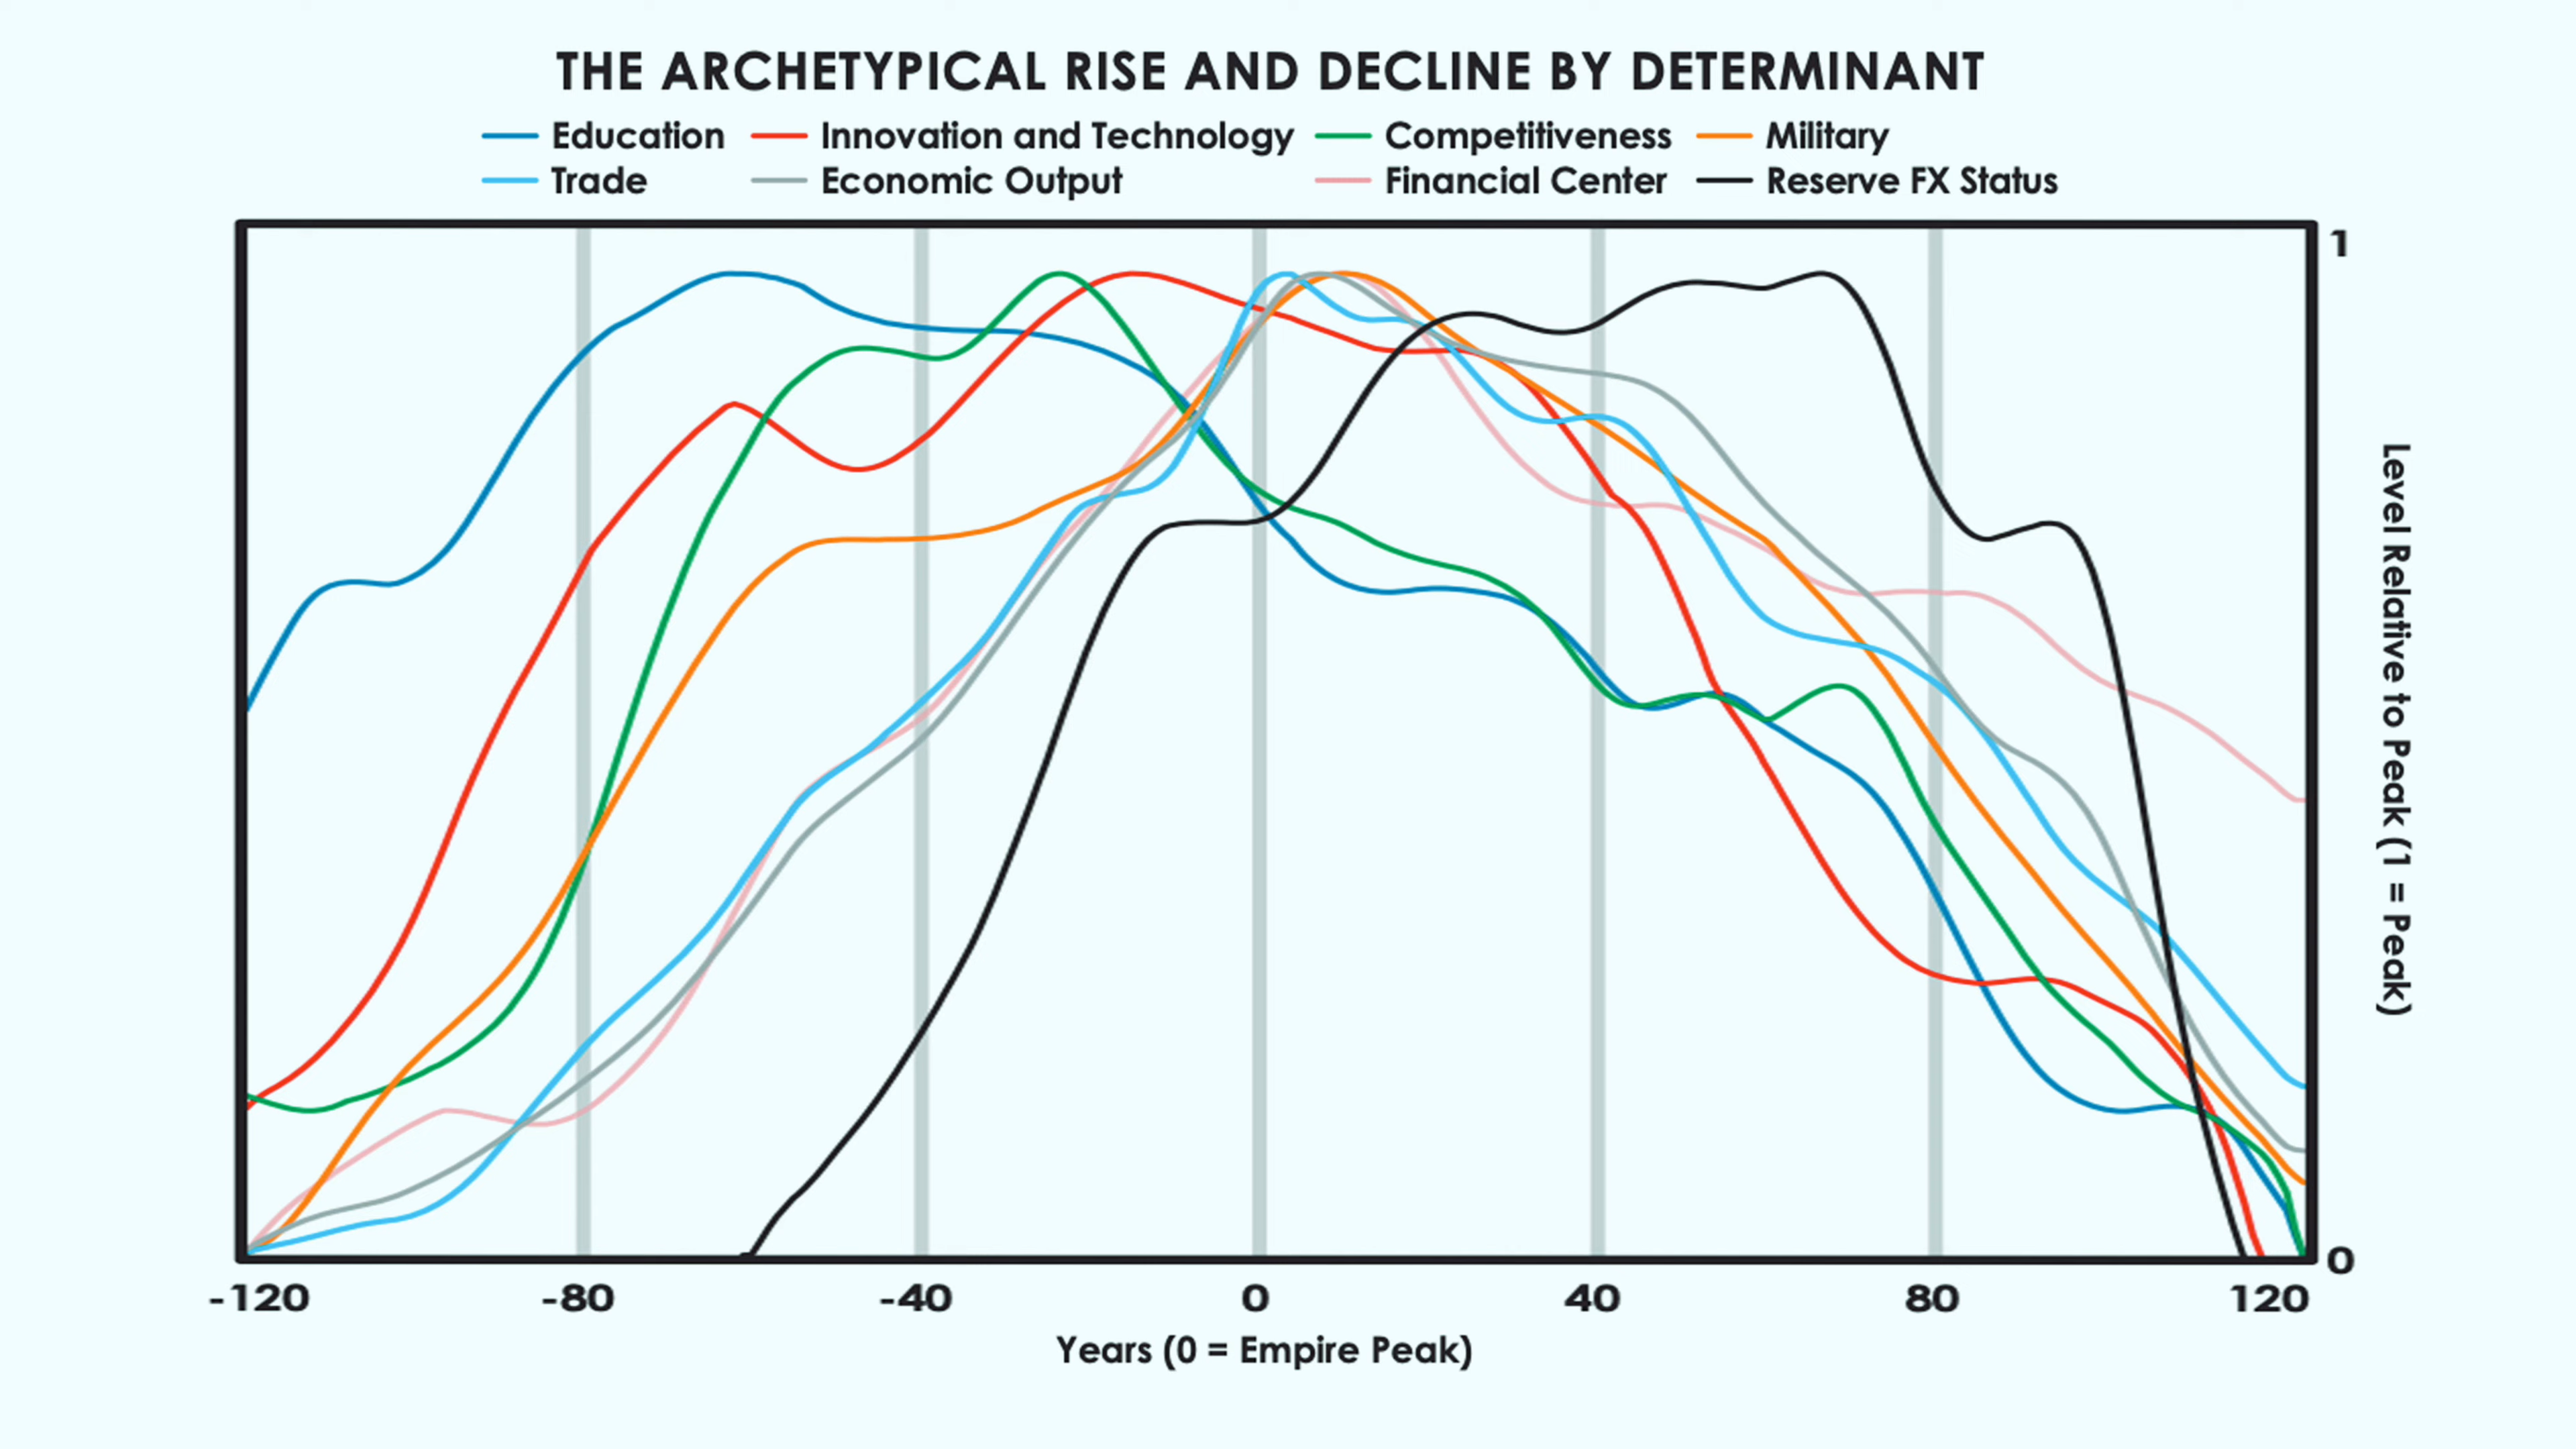 THE ARCHETYPICAL RISE AND DECLINE BY DETERMINANT
Education Innovation and Technology Competitiveness Military
Trade Economic Output Financial Center Reserve FX Status
1
Level Relative to Peak (1 = Peak)
0
-120 -80 -40 0 40 80 120
Years (0 = Empire Peak)